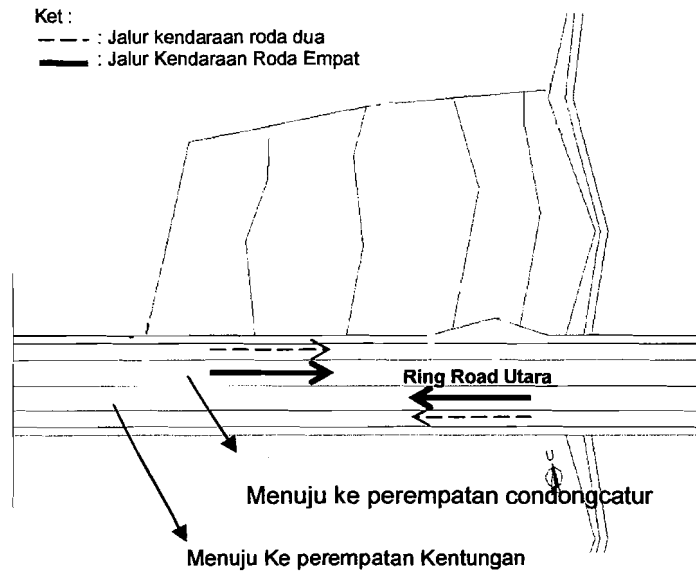 Ket :
: Jalur kendaraan roda dua
: Jalur Kendaraan Roda Empat
Ring Road Utara
U
Menuju ke perempatan condongcatur
Menuju Ke perempatan Kentungan